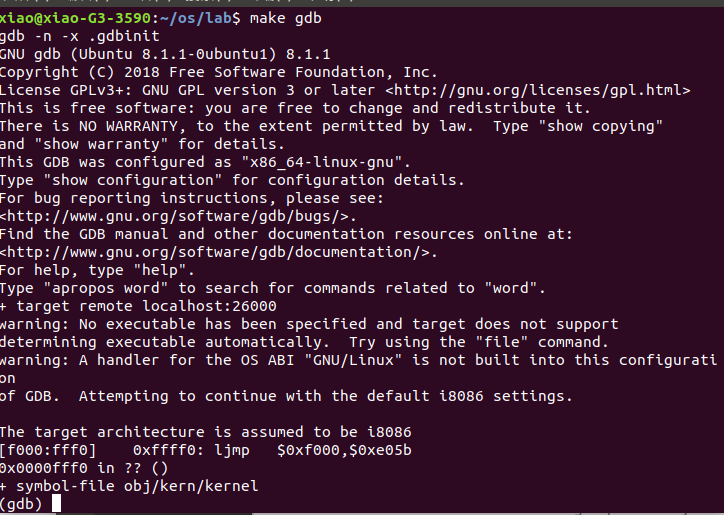 xiao@xiao-G3-3590:~/os/lab$ make gdb
gdb -n -x .gdbinit
GNU gdb (Ubuntu 8.1.1-0ubuntu1) 8.1.1
Copyright (C) 2018 Free Software Foundation, Inc.
License GPLv3+: GNU GPL version 3 or later <http://gnu.org/licenses/gpl.html>
This is free software: you are free to change and redistribute it.
There is NO WARRANTY, to the extent permitted by law.  Type "show copying"
and "show warranty" for details.
This GDB was configured as "x86_64-linux-gnu".
Type "show configuration" for configuration details.
For bug reporting instructions, please see:
<http://www.gnu.org/software/gdb/bugs/>.
Find the GDB manual and other documentation resources online at:
<http://www.gnu.org/software/gdb/documentation/>.
For help, type "help".
Type "apropos word" to search for commands related to "word".
+ target remote localhost:26000
warning: No executable has been specified and target does not support
determining executable automatically.  Try using the "file" command.
warning: A handler for the OS ABI "GNU/Linux" is not built into this configurati
on
of GDB.  Attempting to continue with the default i8086 settings.

The target architecture is assumed to be i8086
[f000:fff0]    0xffff0: ljmp   $0xf000,$0xe05b
0x0000fff0 in ?? ()
+ symbol-file obj/kern/kernel
(gdb)